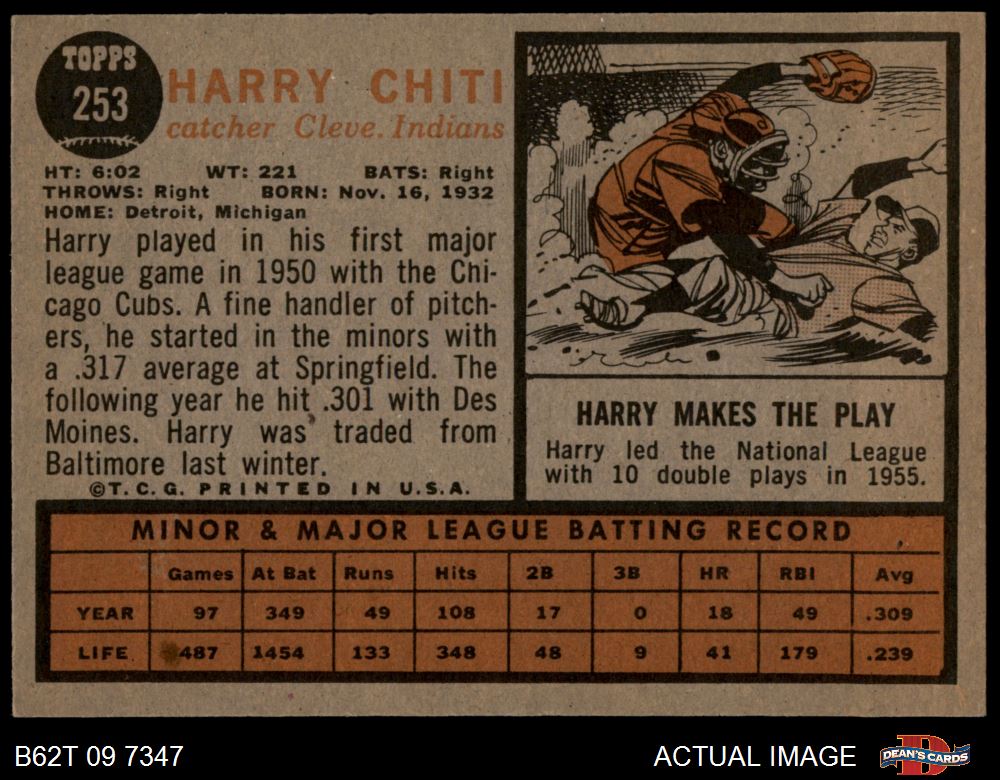 TOPPS
253
HARRY CHITI
catcher Cleve. Indians
HT: 6:02 WT: 221 BATS: Right
THROWS: Right BORN: Nov. 16, 1932
HOME: Detroit, Michigan
Harry played in his first major
league game in 1950 with the Chi-
cago Cubs. A fine handler of pitch-
ers, he started in the minors with
a .317 average at Springfield. The
following year he hit .301 with Des
Moines. Harry was traded from
Baltimore last winter.
©T.C.G. PRINTED IN U.S.A.
HARRY MAKES THE PLAY
Harry led the National League
with 10 double plays in 1955.
MINOR & MAJOR LEAGUE BATTING RECORD
Games At Bat Runs Hits 2B 3B HR RBI Avg
YEAR 97 349 49 108 17 0 18 49 .309
LIFE 487 1454 133 348 48 9 41 179 .239
B62T 09 7347 ACTUAL IMAGE DEAN'S CARDS